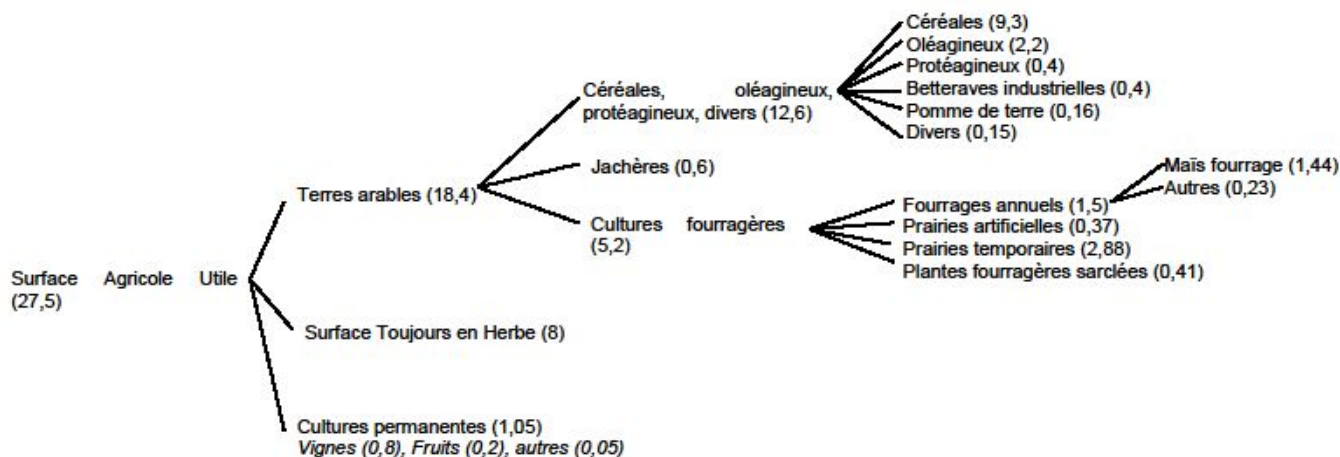 Céréales (9,3)
Oléagineux (2,2)
Protéagineux (0,4)
Céréales, oléagineux,
protéagineux, divers (12,6)
Betteraves industrielles (0,4)
Pomme de terre (0,16)
Divers (0,15)
Jachères (0,6)
Maïs fourrage (1,44)
Autres (0,23)
Terres arables (18,4)
Fourrages annuels (1,5)
Cultures fourragères
(5,2)
Prairies artificielles (0,37)
Prairies temporaires (2,88)
Plantes fourragères sarclées (0,41)
Surface Agricole Utile
(27,5)
Surface Toujours en Herbe (8)
Cultures permanentes (1,05)
Vignes (0,8), Fruits (0,2), autres (0,05)